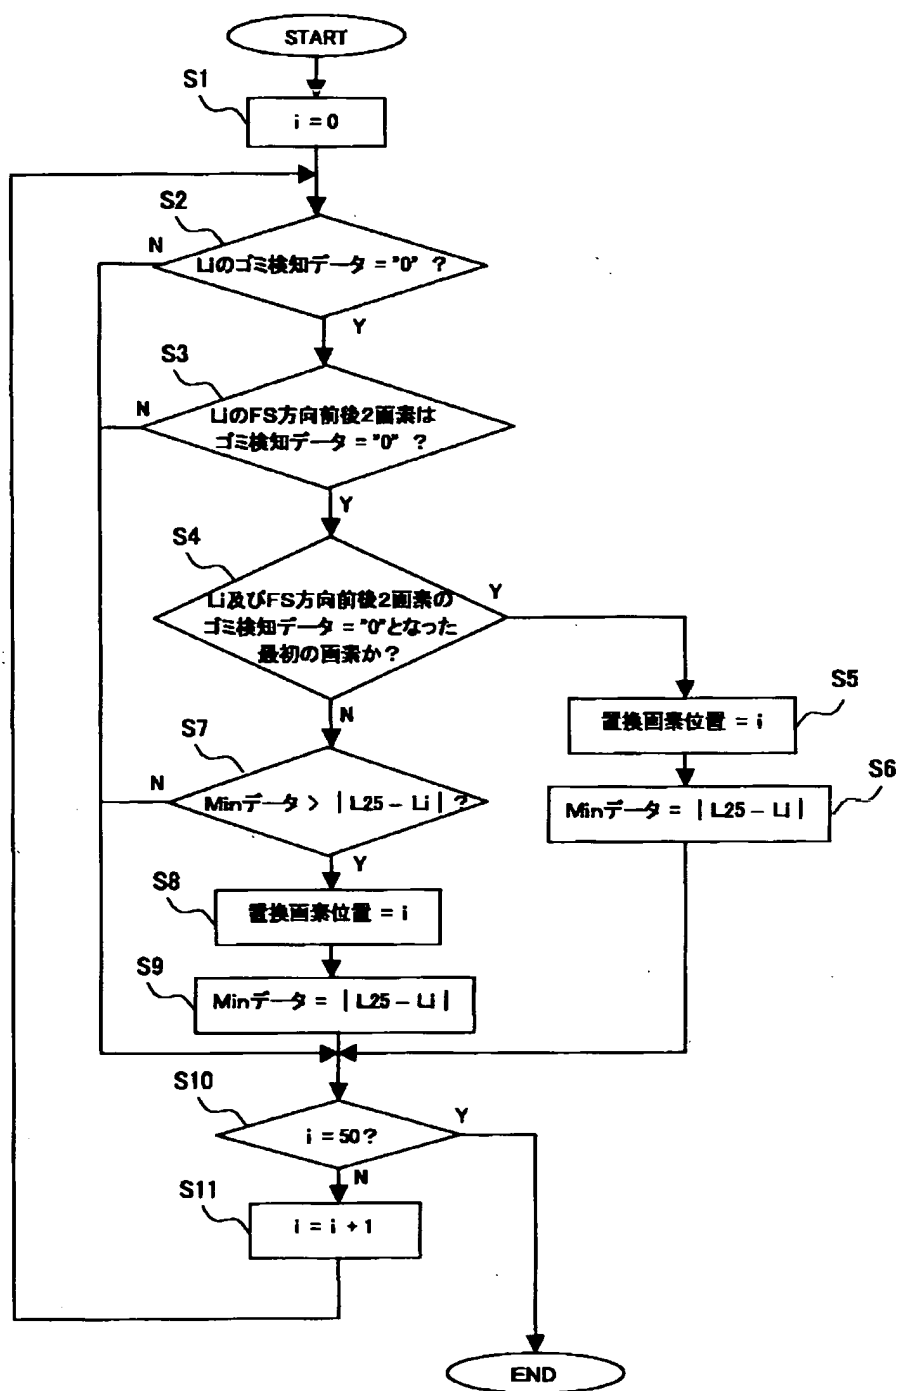 START
S1
i = 0
S2
N
Liのゴミ検知データ = "0" ?
Y
S3
N
LiのFS方向前後2画素は
ゴミ検知データ = "0" ?
Y
S4
Y
Li及びFS方向前後2画素の
ゴミ検知データ = "0"となった
最初の画素か?
N
S5
置換画素位置 = i
S6
Minデータ = | L25 - Li |
S7
N
Minデータ > | L25 - Li | ?
Y
S8
置換画素位置 = i
S9
Minデータ = | L25 - Li |
S10
Y
i = 50?
N
S11
i = i + 1
END